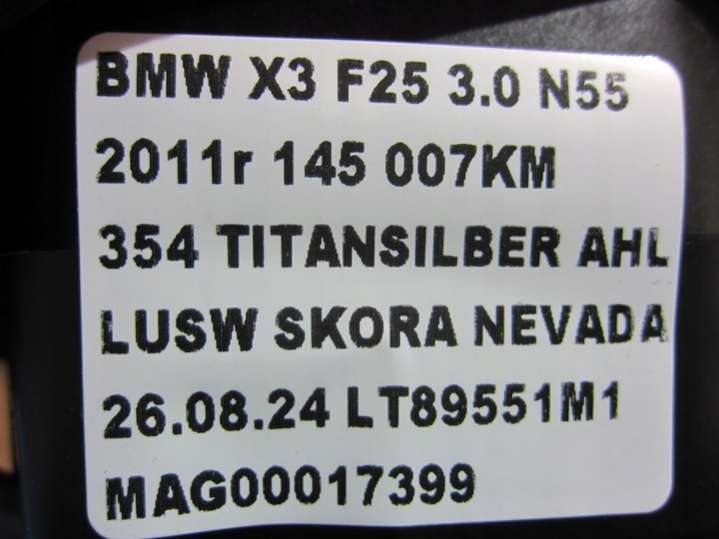 BMW X3 F25 3.0 N55
2011r 145 007KM
354 TITANSILBER AHL
LUSW SKORA NEVADA
26.08.24 LT89551M1
MAG00017399